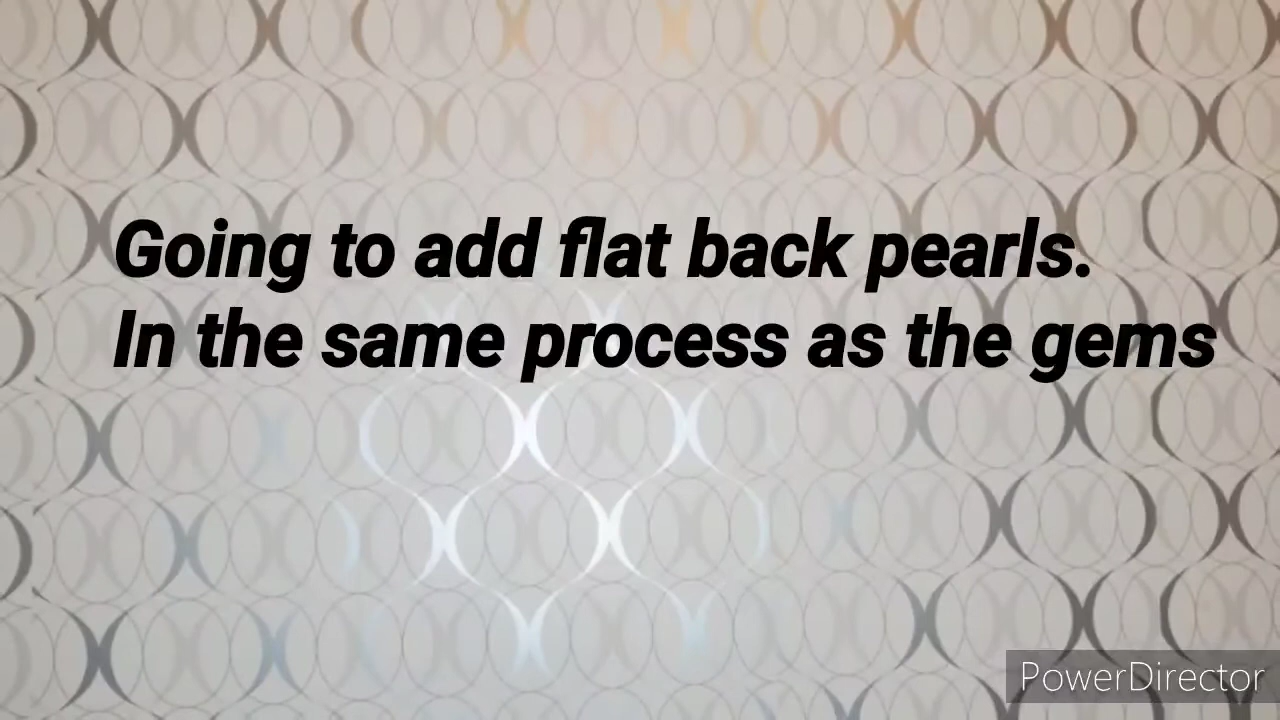 Going to add flat back pearls.
In the same process as the gems
PowerDirector